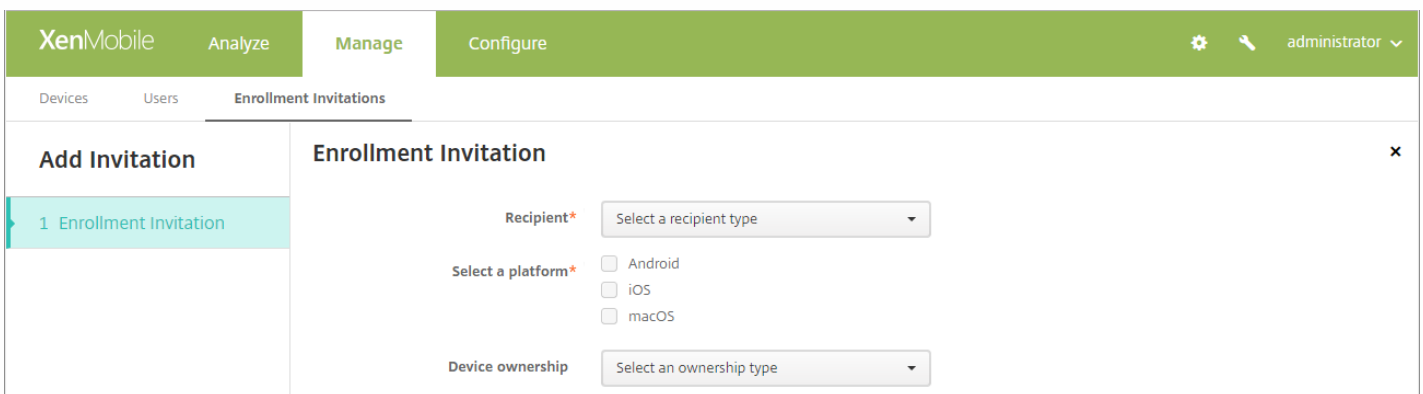 XenMobile Analyze Manage Configure administrator
Devices Users Enrollment Invitations
Add Invitation
1 Enrollment Invitation
Enrollment Invitation
Recipient* Select a recipient type
Select a platform* Android
iOS
macOS
Device ownership Select an ownership type